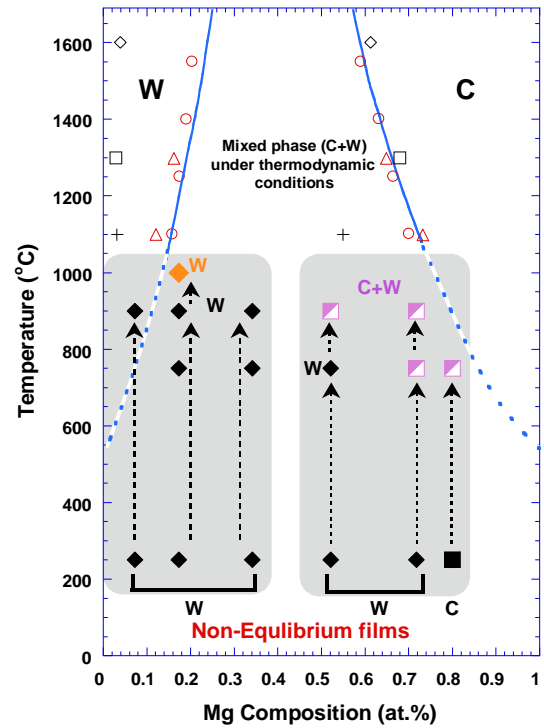 1600
1400
1200
1000
800
600
400
200
Temperature (°C)
W
C
Mixed phase (C+W)
under thermodynamic
conditions
W
W
C+W
W
W
W
C
Non-Equlibrium films
0 0.1 0.2 0.3 0.4 0.5 0.6 0.7 0.8 0.9 1
Mg Composition (at.%)